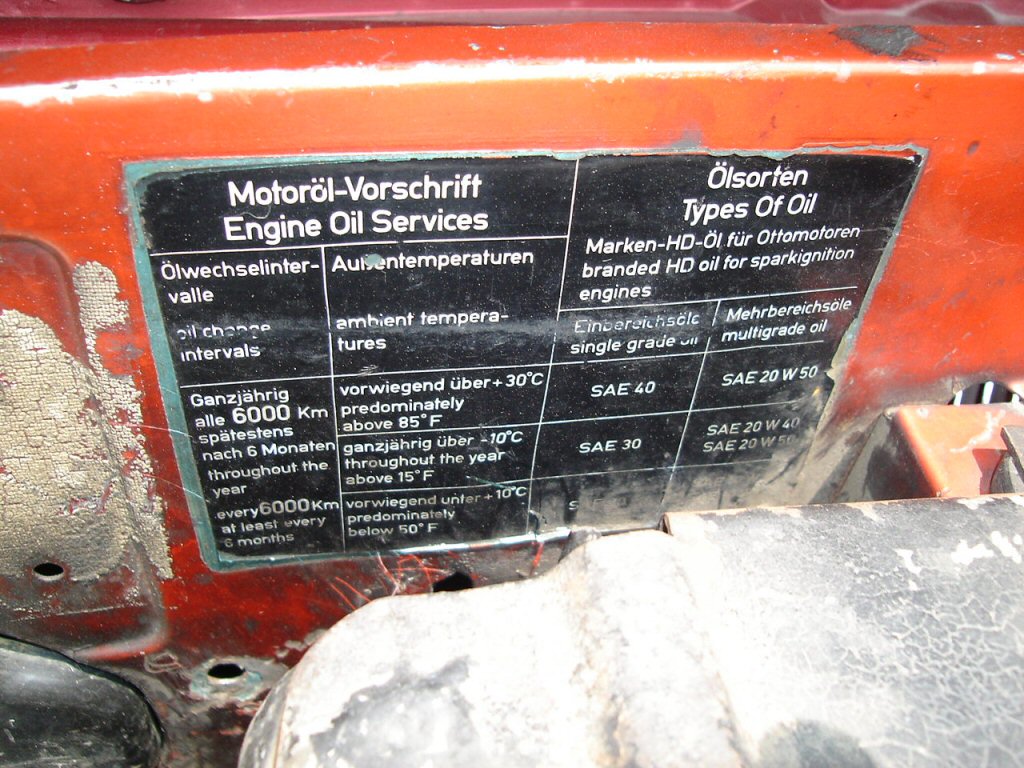 Motoröl-Vorschrift
Engine Oil Services
Ölsorten
Types Of Oil
Marken-HD-Öl für Ottomotoren
branded HD oil for sparkignition
engines
Ölwechselinter-
valle
oil change
intervals
Außentemperaturen
ambient tempera-
tures
Einbereichsöle
single grade oil
Mehrbereichsöle
multigrade oil
Ganzjährig
alle 6000 Km
spätestens
nach 6 Monaten
throughout the
year
every 6000 Km
at least every
6 months
vorwiegend über +30°C
predominately
above 85°F
SAE 40
SAE 20 W 50
ganzjährig über -10°C
throughout the year
above 15°F
SAE 30
SAE 20 W 40
SAE 20 W 50
vorwiegend unter +10°C
predominately
below 50°F